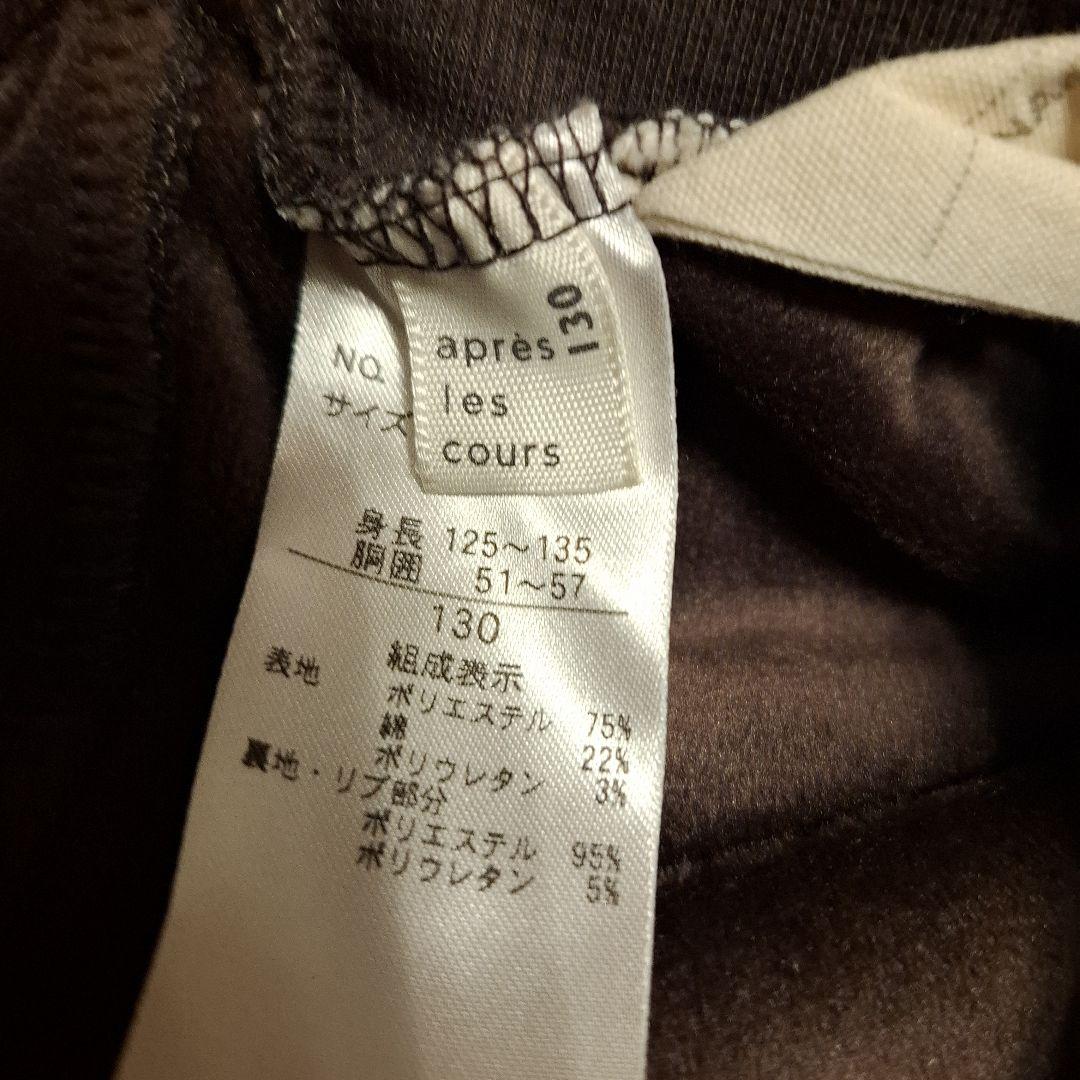 après 130
les
cours
NO.
サイズ
身長 125～135
胴囲 51～57
130
組成表示
表地 ポリエステル 75%
綿 22%
ポリウレタン 3%
裏地・リブ部分
ポリエステル 95%
ポリウレタン 5%